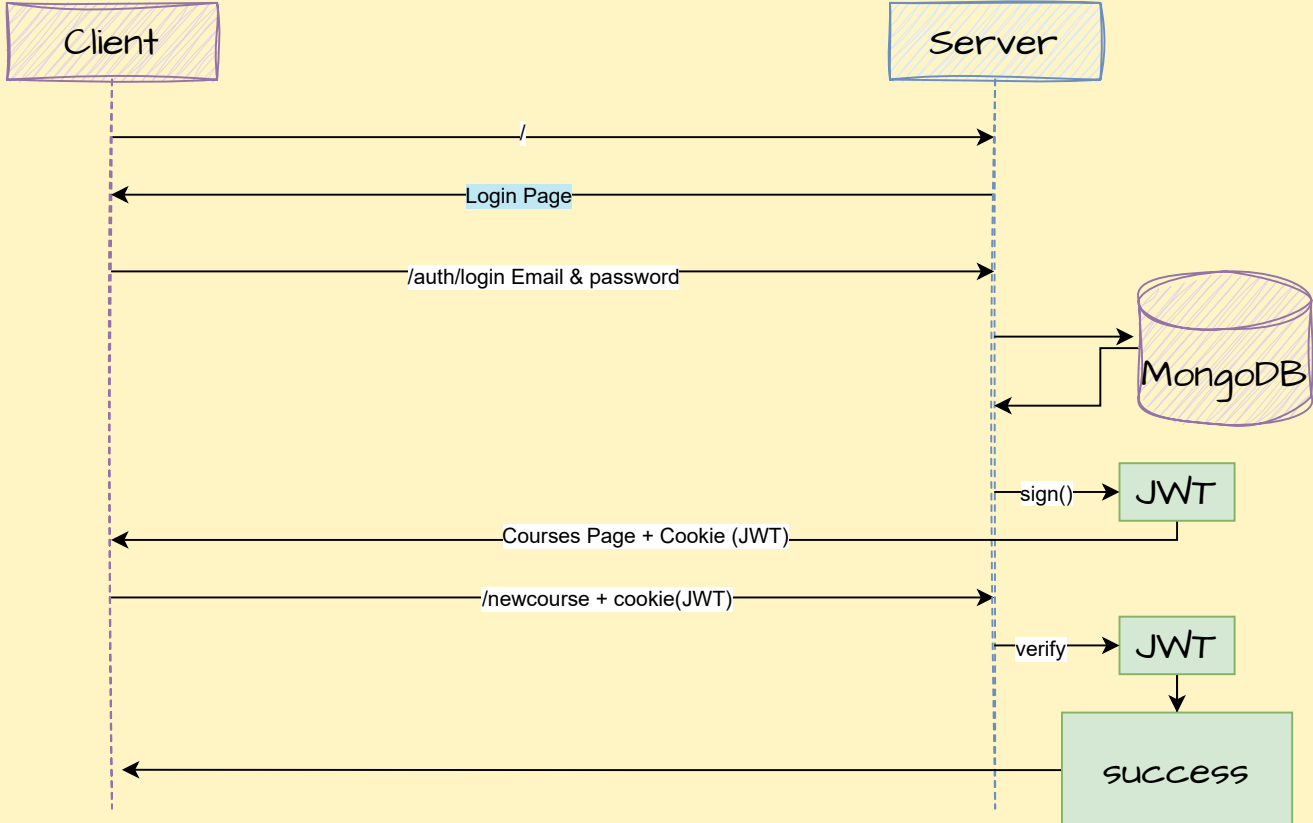 Client
Server
/
Login Page
/auth/login Email & password
MongoDB
sign()
JWT
Courses Page + Cookie (JWT)
/newcourse + cookie(JWT)
verify
JWT
success